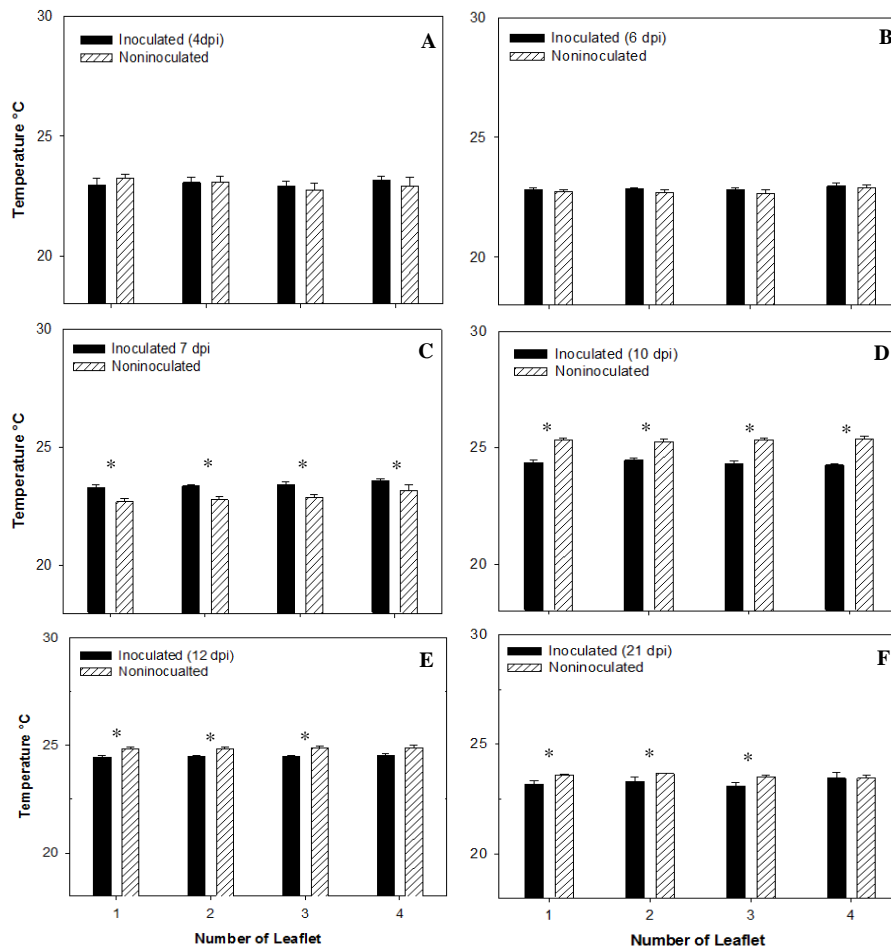 30
Inoculated (4dpi)
Noninoculated
A
25
20
Temperature °C
30
Inoculated (6 dpi)
Noninoculated
B
25
20
30
Inoculated 7 dpi
Noninoculated
C
25
20
Temperature °C
* * * *
30
Inoculated (10 dpi)
Noninoculated
D
25
20
* * * *
30
Inoculated (12 dpi)
Noninocualted
E
25
20
Temperature °C
* * *
1 2 3 4
Number of Leaflet
30
Inoculated (21 dpi)
Noninoculated
F
25
20
* * *
1 2 3 4
Number of Leaflet